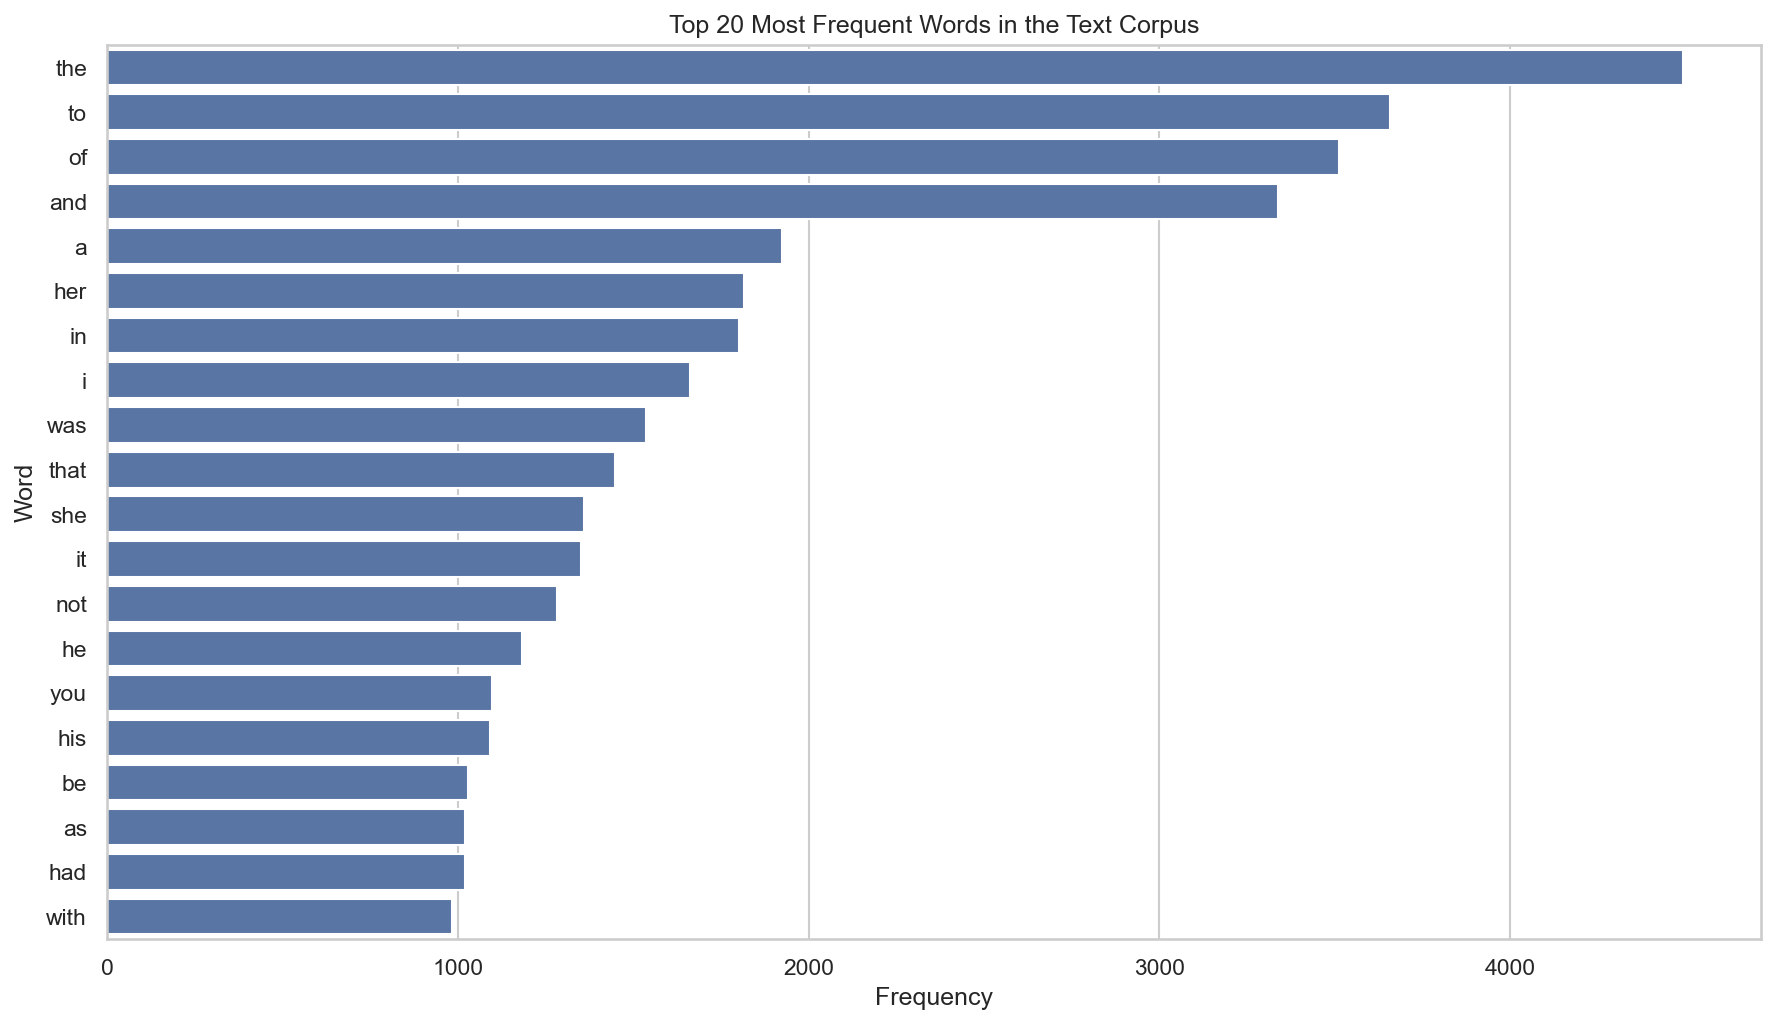 Top 20 Most Frequent Words in the Text Corpus
Word
the
to
of
and
a
her
in
i
was
that
she
it
not
he
you
his
be
as
had
with
0 1000 2000 3000 4000
Frequency